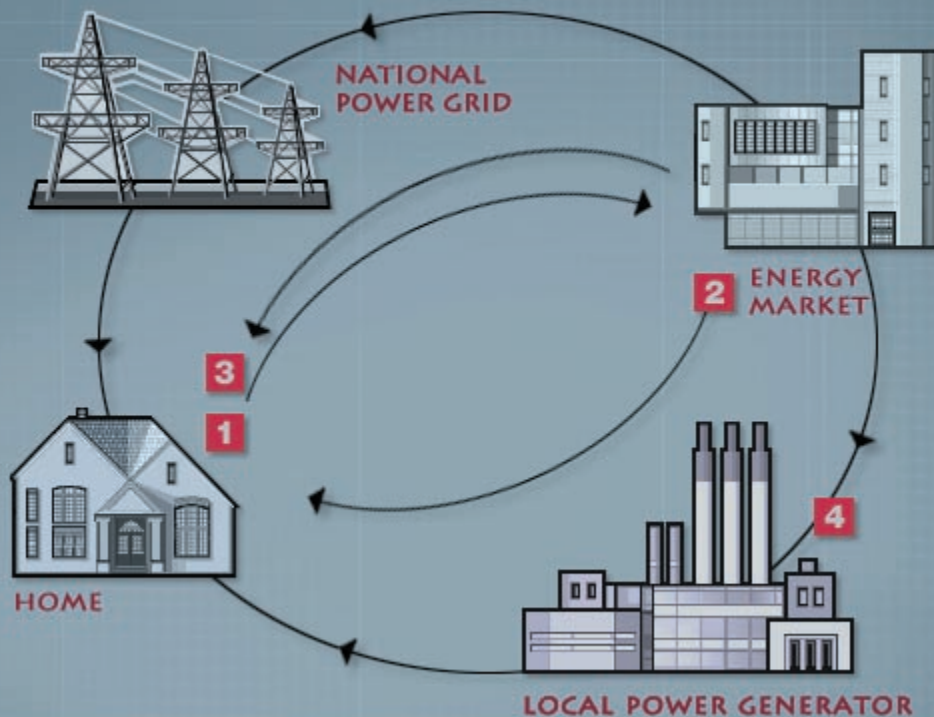 NATIONAL
POWER GRID
2
ENERGY
MARKET
3
1
4
HOME
LOCAL POWER GENERATOR